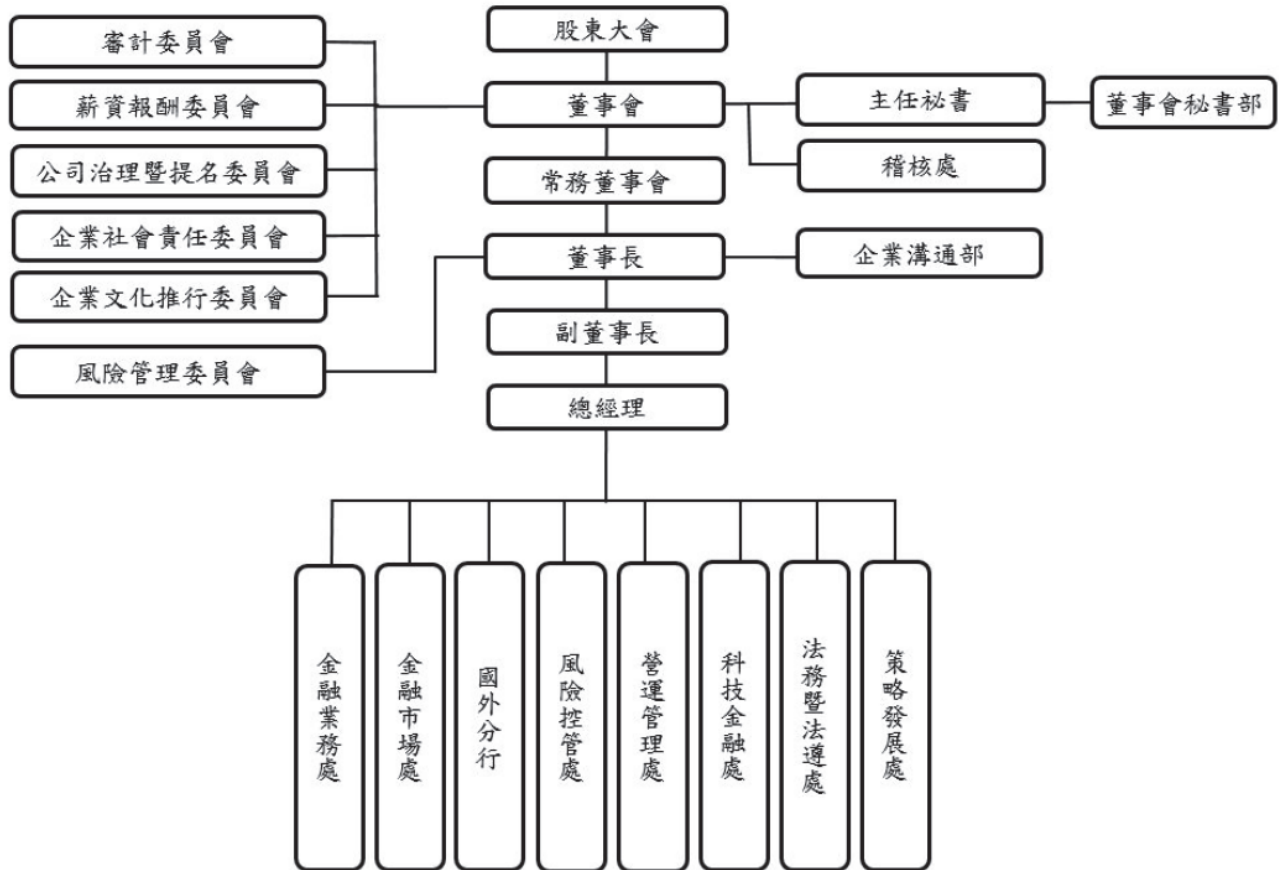 股東大會
審計委員會
薪資報酬委員會
董事會
主任祕書
董事會秘書部
公司治理暨提名委員會
常務董事會
稽核處
企業社會責任委員會
董事長
企業溝通部
企業文化推行委員會
副董事長
風險管理委員會
總經理
金融業務處
金融市場處
國外分行
風險控管處
營運管理處
科技金融處
法務暨法遵處
策略發展處